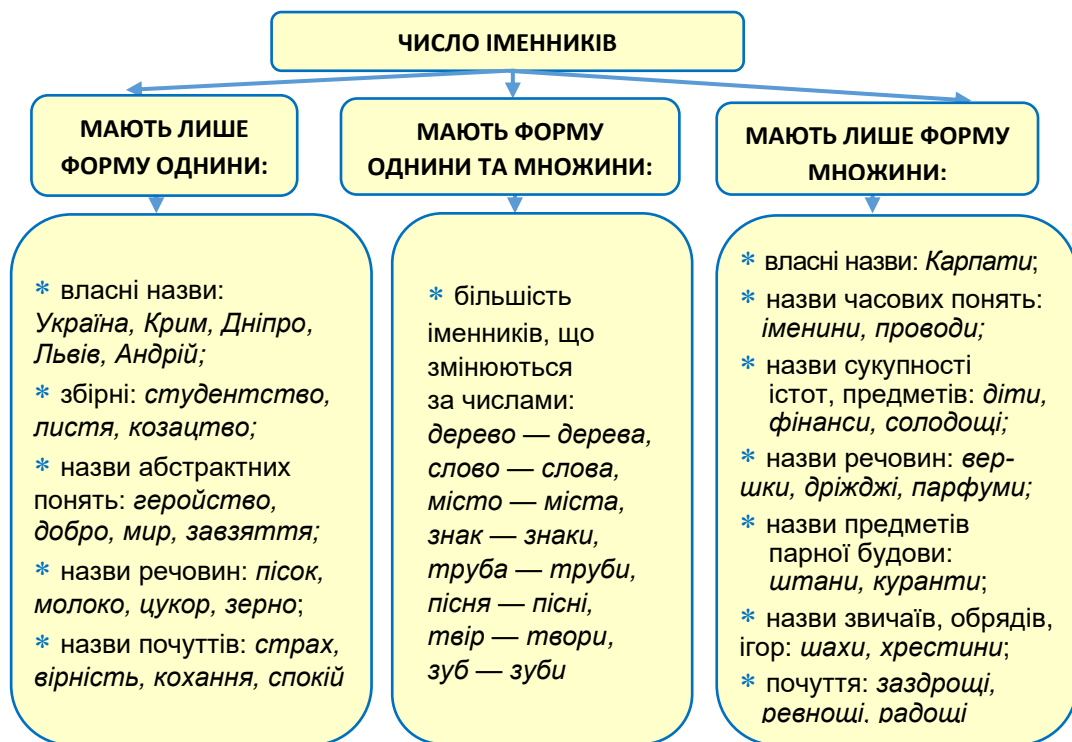 ЧИСЛО ІМЕННИКІВ
МАЮТЬ ЛИШЕ
ФОРМУ ОДНИНИ:
* власні назви:
Україна, Крим, Дніпро,
Львів, Андрій;
* збірні: студентство,
листя, козацтво;
* назви абстрактних
понять: геройство,
добро, мир, завзяття;
* назви речовин: пісок,
молоко, цукор, зерно;
* назви почуттів: страх,
вірність, кохання, спокій
МАЮТЬ ФОРМУ
ОДНИНИ ТА МНОЖИНИ:
* більшість
іменників, що
змінюються
за числами:
дерево — дерева,
слово — слова,
місто — міста,
знак — знаки,
труба — труби,
пісня — пісні,
твір — твори,
зуб — зуби
МАЮТЬ ЛИШЕ ФОРМУ
МНОЖИНИ:
* власні назви: Карпати;
* назви часових понять:
іменини, проводи;
* назви сукупності
істот, предметів: діти,
фінанси, солодощі;
* назви речовин: вер-
шки, дріжджі, парфуми;
* назви предметів
парної будови:
штани, куранти;
* назви звичаїв, обрядів,
ігор: шахи, хрестини;
* почуття: заздрощі,
ревнощі, радощі